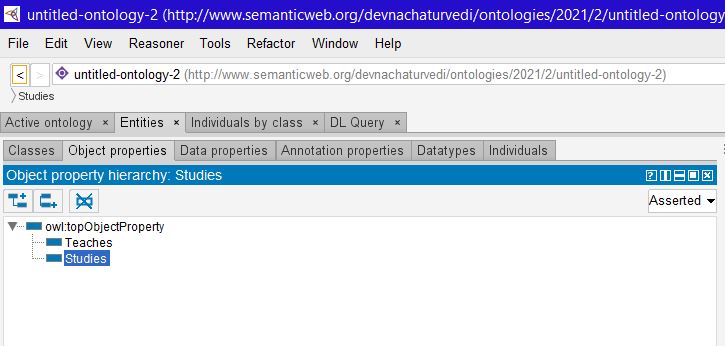 untitled-ontology-2 (http://www.semanticweb.org/devnachaturvedi/ontologies/2021/2/untitled-ontology
File Edit View Reasoner Tools Refactor Window Help
< > untitled-ontology-2 (http://www.semanticweb.org/devnachaturvedi/ontologies/2021/2/untitled-ontology-2)
Studies
Active ontology × Entities × Individuals by class × DL Query ×
Classes Object properties Data properties Annotation properties Datatypes Individuals
Object property hierarchy: Studies
Asserted
owl:topObjectProperty
Teaches
Studies